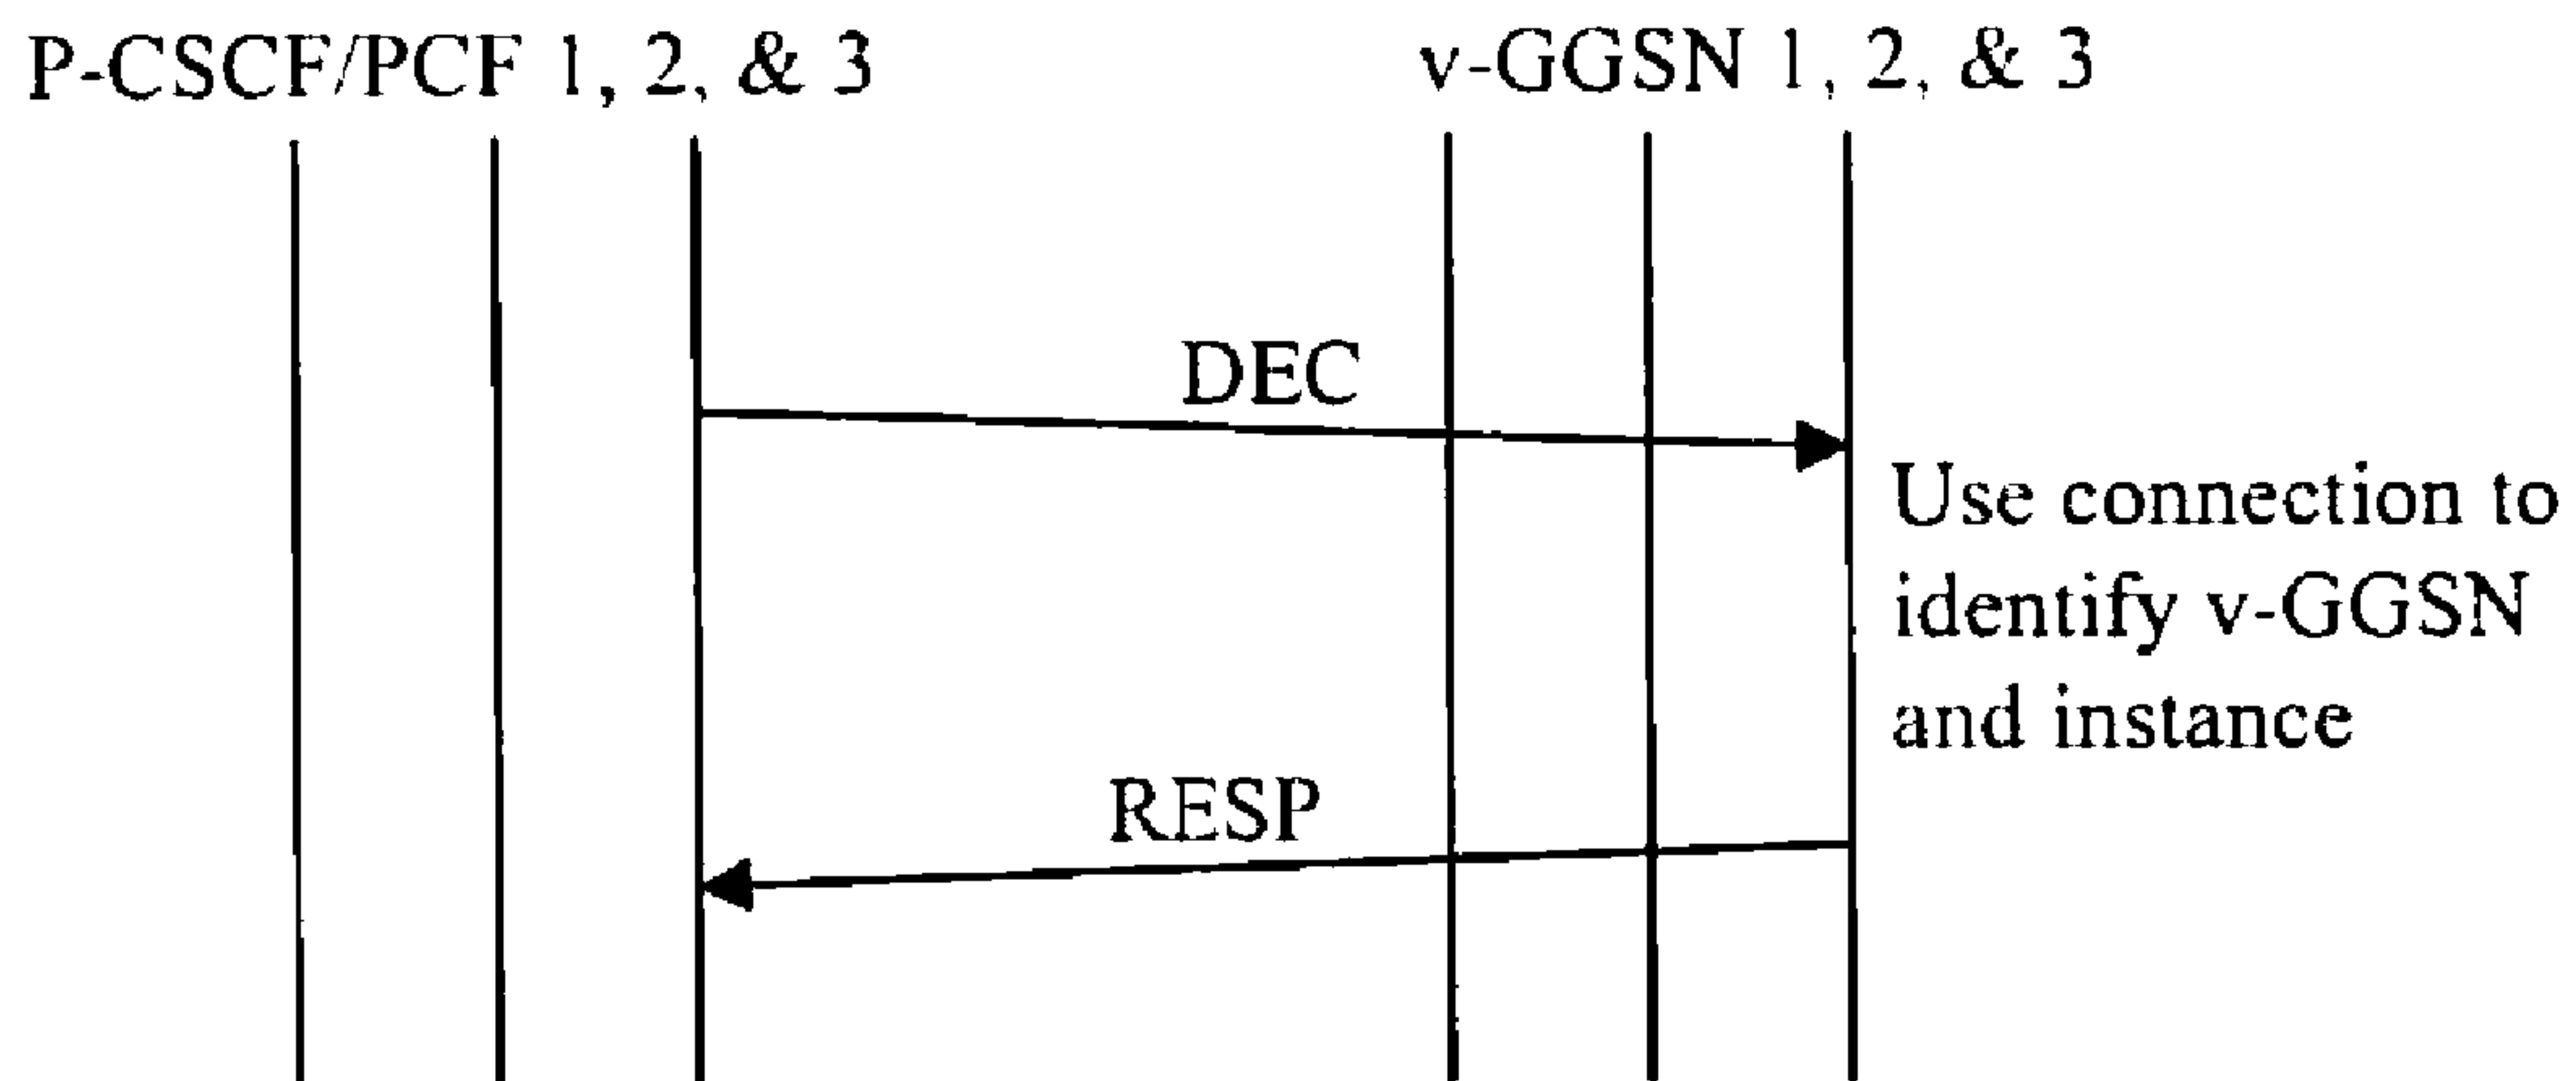 P-CSCF/PCF 1, 2, & 3
v-GGSN 1, 2, & 3
DEC
Use connection to
identify v-GGSN
and instance
RESP